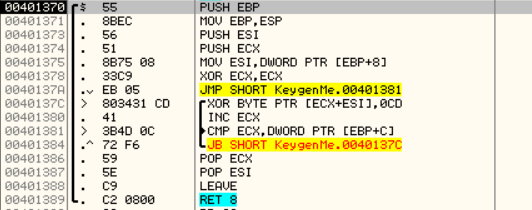 00401370 $ 55 PUSH EBP
00401371 . 8BEC MOV EBP,ESP
00401373 . 56 PUSH ESI
00401374 . 51 PUSH ECX
00401375 . 8B75 08 MOV ESI,DWORD PTR [EBP+8]
00401378 . 33C9 XOR ECX,ECX
0040137A .v EB 05 JMP SHORT KeygenMe.00401381
0040137C > 803431 CD XOR BYTE PTR [ECX+ESI],0CD
00401380 . 41 INC ECX
00401381 > 3B4D 0C CMP ECX,DWORD PTR [EBP+C]
00401384 .^ 72 F6 JB SHORT KeygenMe.0040137C
00401386 . 59 POP ECX
00401387 . 5E POP ESI
00401388 . C9 LEAVE
00401389 . C2 0800 RET 8